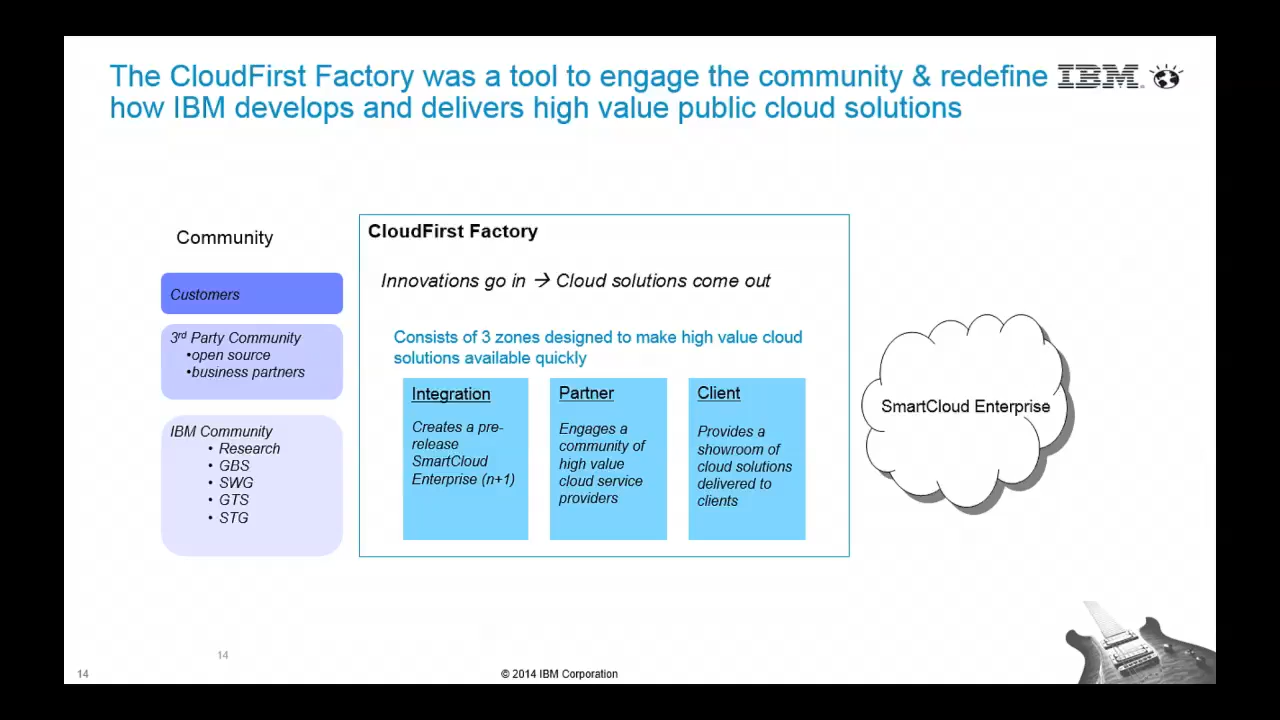 The CloudFirst Factory was a tool to engage the community & redefine
how IBM develops and delivers high value public cloud solutions
IBM
Community
Customers
3rd Party Community
•open source
•business partners
IBM Community
• Research
• GBS
• SWG
• GTS
• STG
CloudFirst Factory
Innovations go in → Cloud solutions come out
Consists of 3 zones designed to make high value cloud
solutions available quickly
Integration
Creates a pre-
release
SmartCloud
Enterprise (n+1)
Partner
Engages a
community of
high value
cloud service
providers
Client
Provides a
showroom of
cloud solutions
delivered to
clients
SmartCloud Enterprise
14
14
© 2014 IBM Corporation